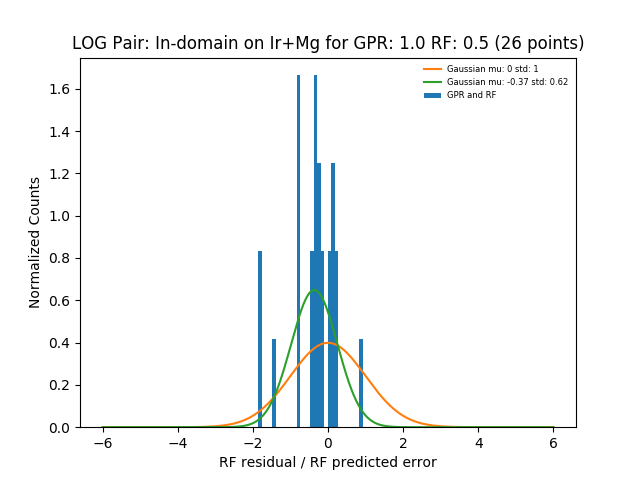 LOG Pair: In-domain on Ir+Mg for GPR: 1.0 RF: 0.5 (26 points)
Gaussian mu: 0 std: 1
Gaussian mu: -0.37 std: 0.62
GPR and RF
Normalized Counts
1.6
1.4
1.2
1.0
0.8
0.6
0.4
0.2
0.0
−6 −4 −2 0 2 4 6
RF residual / RF predicted error